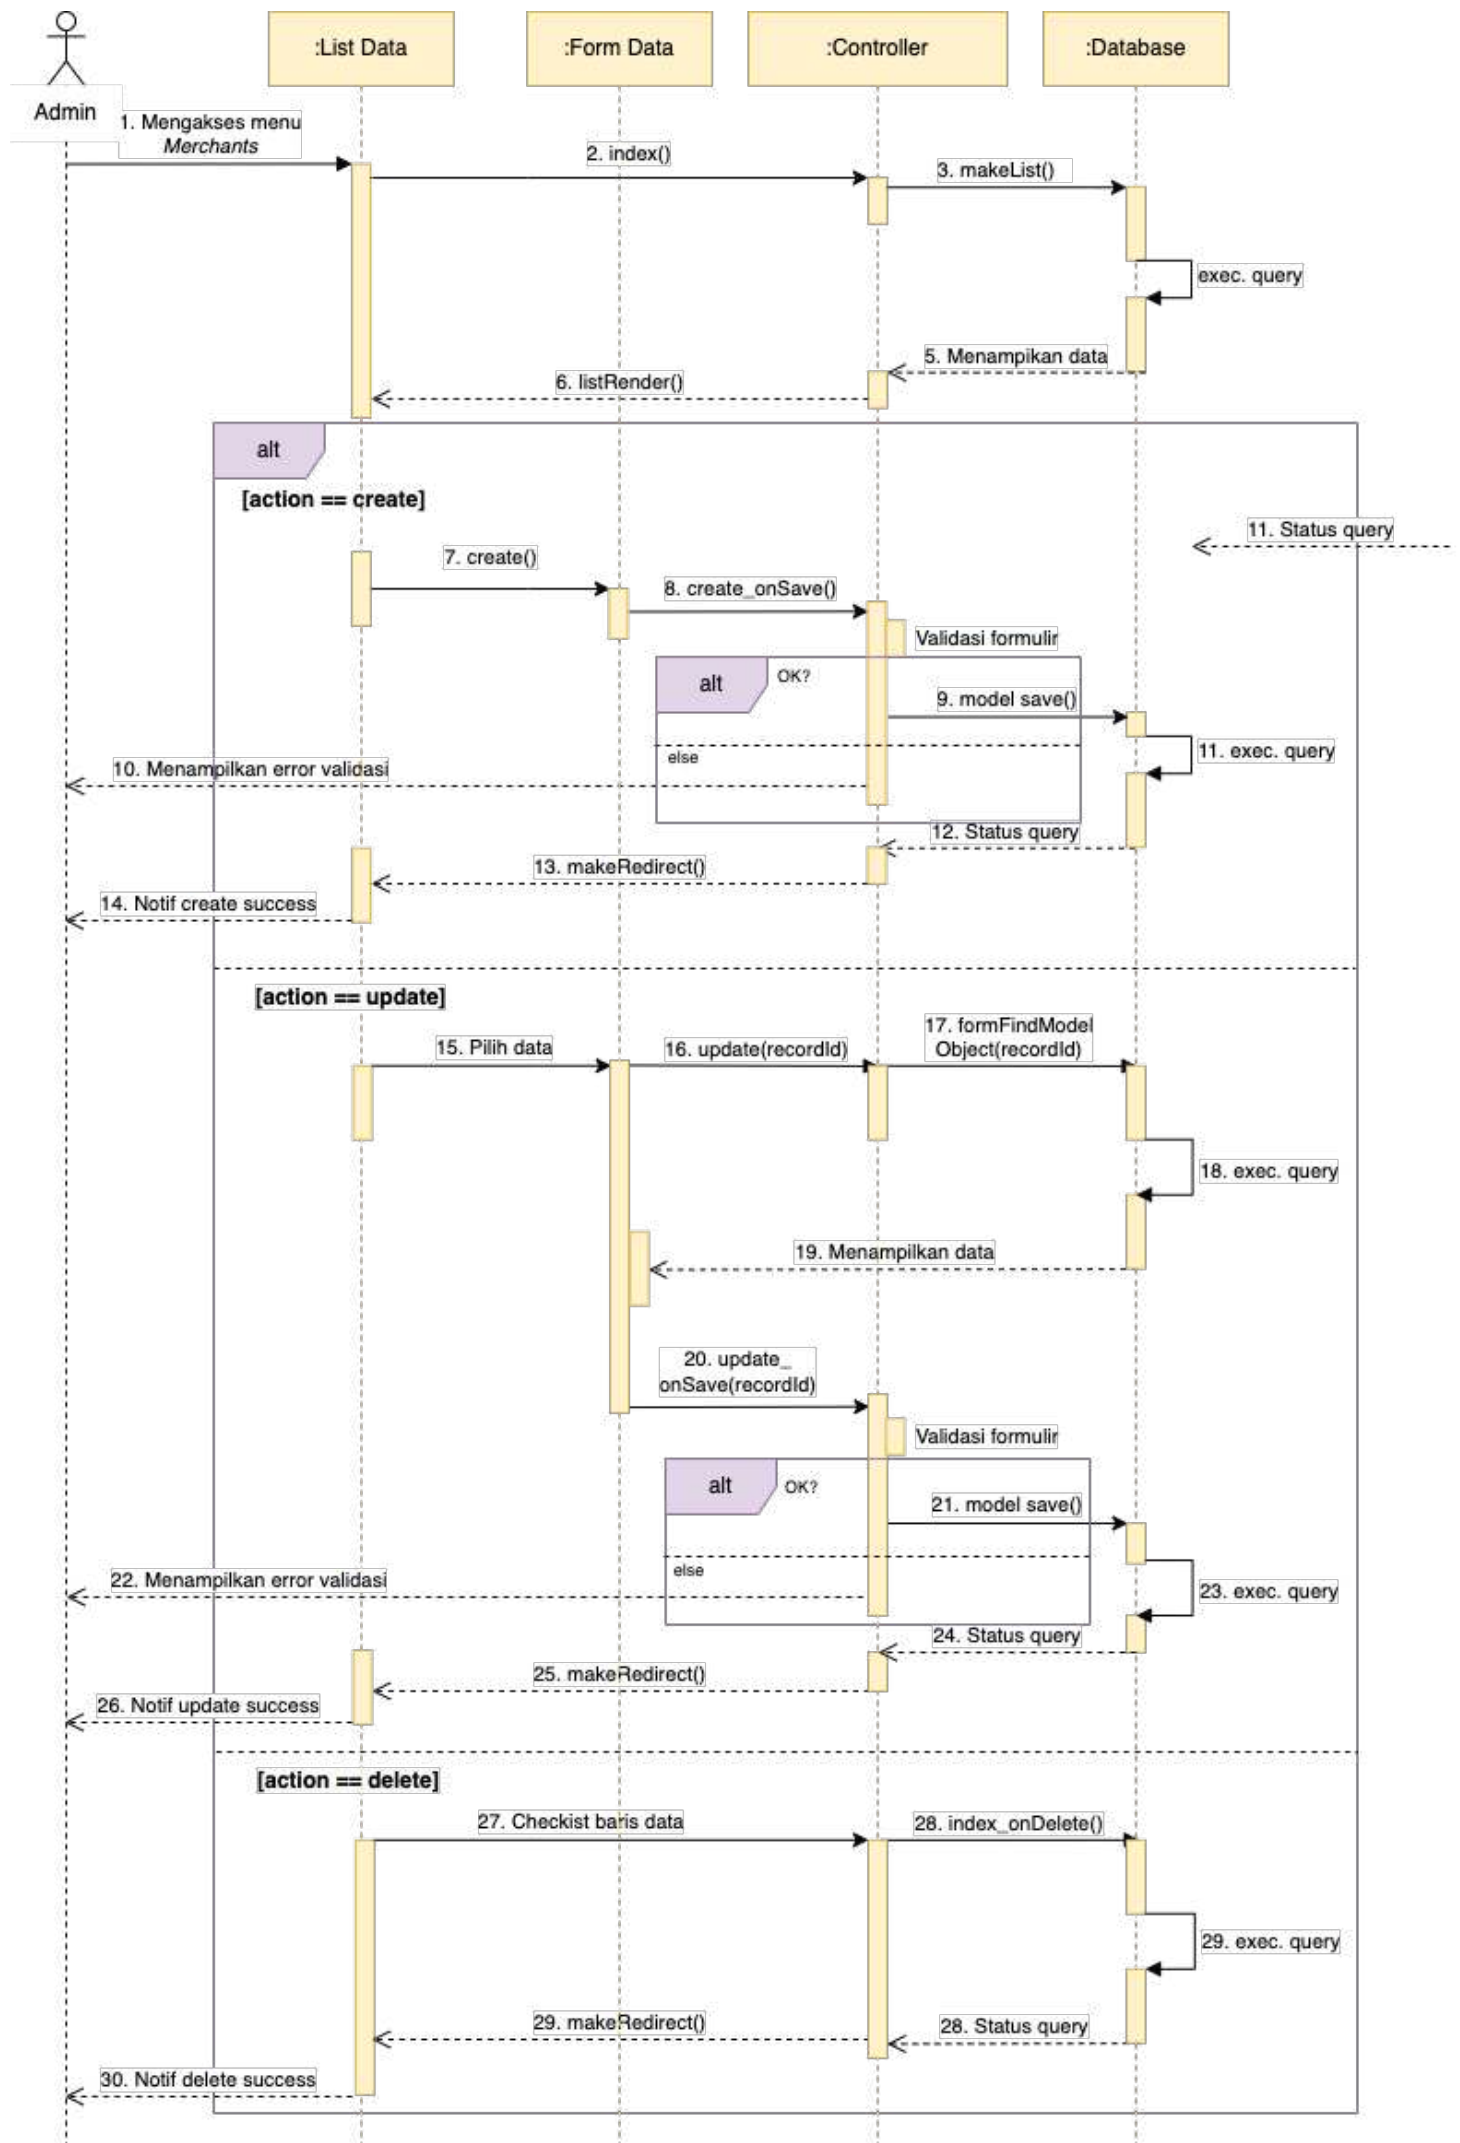 :List Data
:Form Data
:Controller
:Database
Admin
1. Mengakses menu
Merchants
2. index()
3. makeList()
exec. query
5. Menampikan data
6. listRender()
alt
[action == create]
11. Status query
7. create()
8. create_onSave()
Validasi formulir
alt
OK?
9. model save()
11. exec. query
else
10. Menampilkan error validasi
12. Status query
13. makeRedirect()
14. Notif create success
[action == update]
15. Pilih data
16. update(recordId)
17. formFindModel
Object(recordId)
18. exec. query
19. Menampilkan data
20. update_
onSave(recordId)
Validasi formulir
alt
OK?
21. model save()
else
22. Menampilkan error validasi
23. exec. query
24. Status query
25. makeRedirect()
26. Notif update success
[action == delete]
27. Checkist baris data
28. index_onDelete()
29. exec. query
29. makeRedirect()
28. Status query
30. Notif delete success